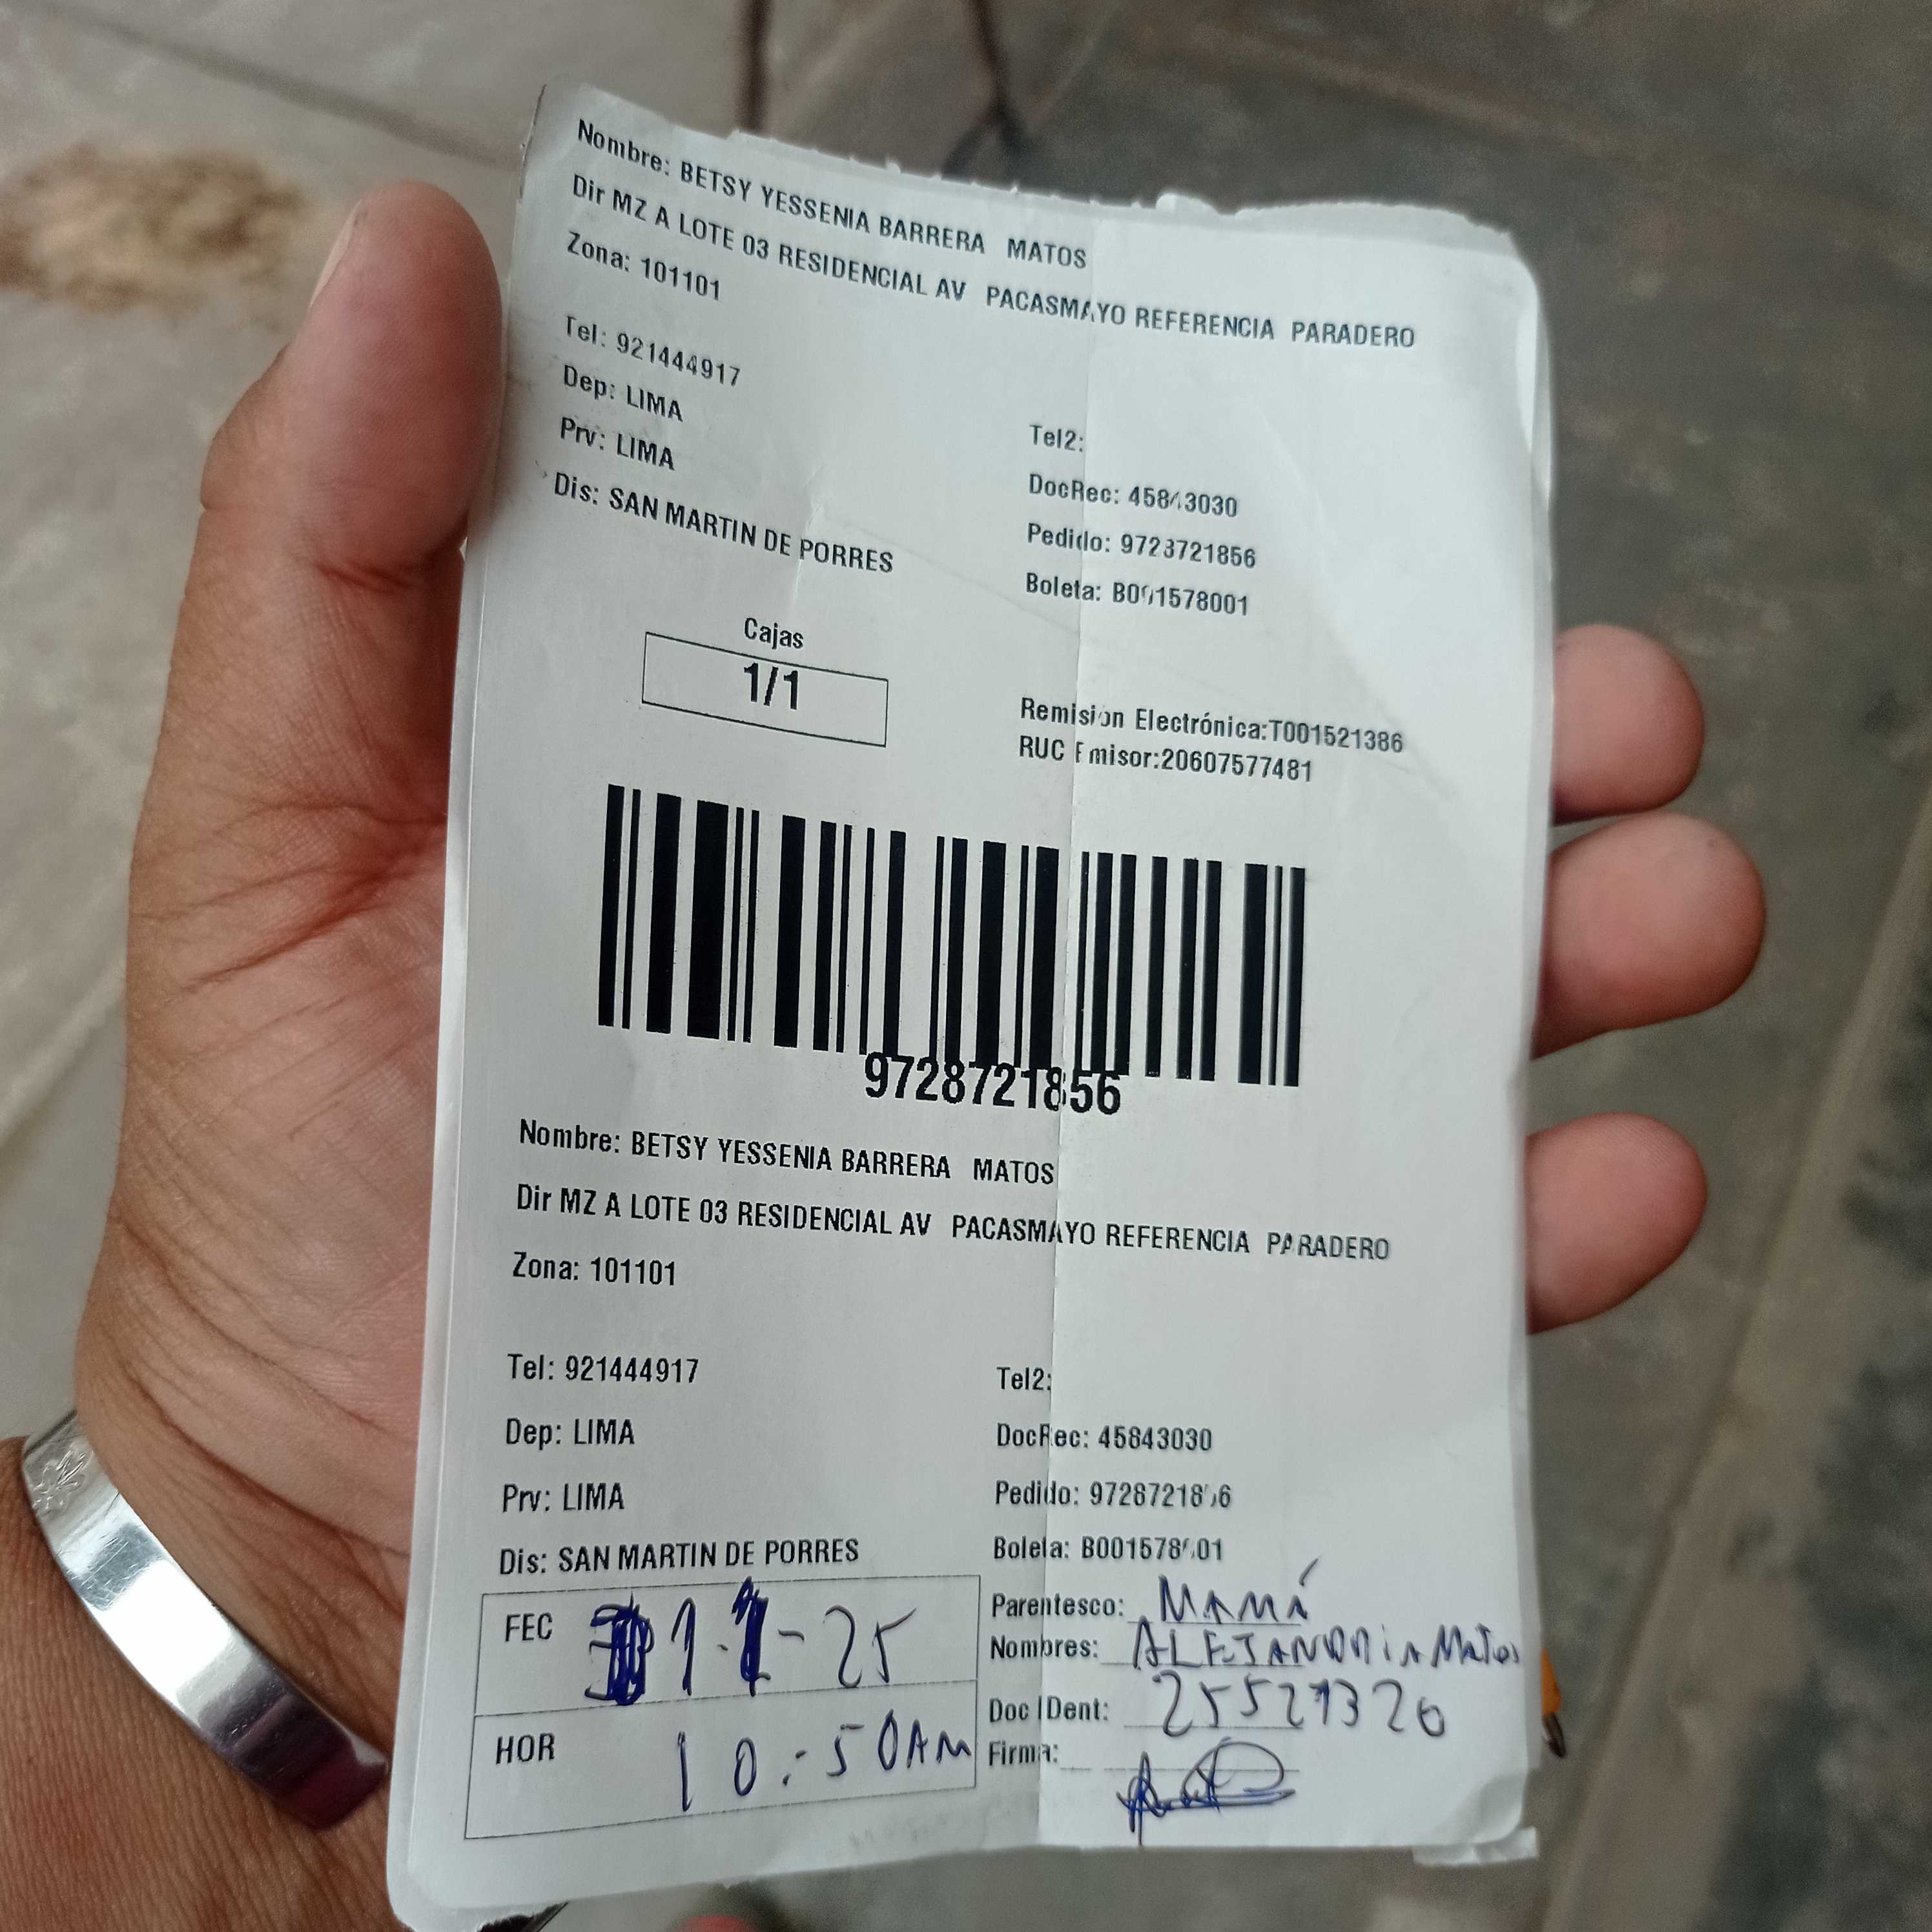 Nombre: BETSY YESSENIA BARRERA MATOS
Dir MZ A LOTE 03 RESIDENCIAL AV PACASMAYO REFERENCIA PARADERO
Zona: 101101
Tel: 921444917
Dep: LIMA
Prv: LIMA
Dis: SAN MARTIN DE PORRES
Tel2:
DocRec: 45843030
Pedido: 9728721856
Boleta: B001578001
Cajas
1/1
Remision Electrónica:T001521386
RUC Emisor:20607577481
9728721856
Nombre: BETSY YESSENIA BARRERA MATOS
Dir MZ A LOTE 03 RESIDENCIAL AV PACASMAYO REFERENCIA PARADERO
Zona: 101101
Tel: 921444917
Dep: LIMA
Prv: LIMA
Dis: SAN MARTIN DE PORRES
Tel2:
DocRec: 45843030
Pedido: 9728721856
Boleta: B001578001
FEC
HOR 10:50AM
Parentesco: MAMÁ
Nombres: ALEJANDRiA Matos
Doc IDent: 25527326
Firma: